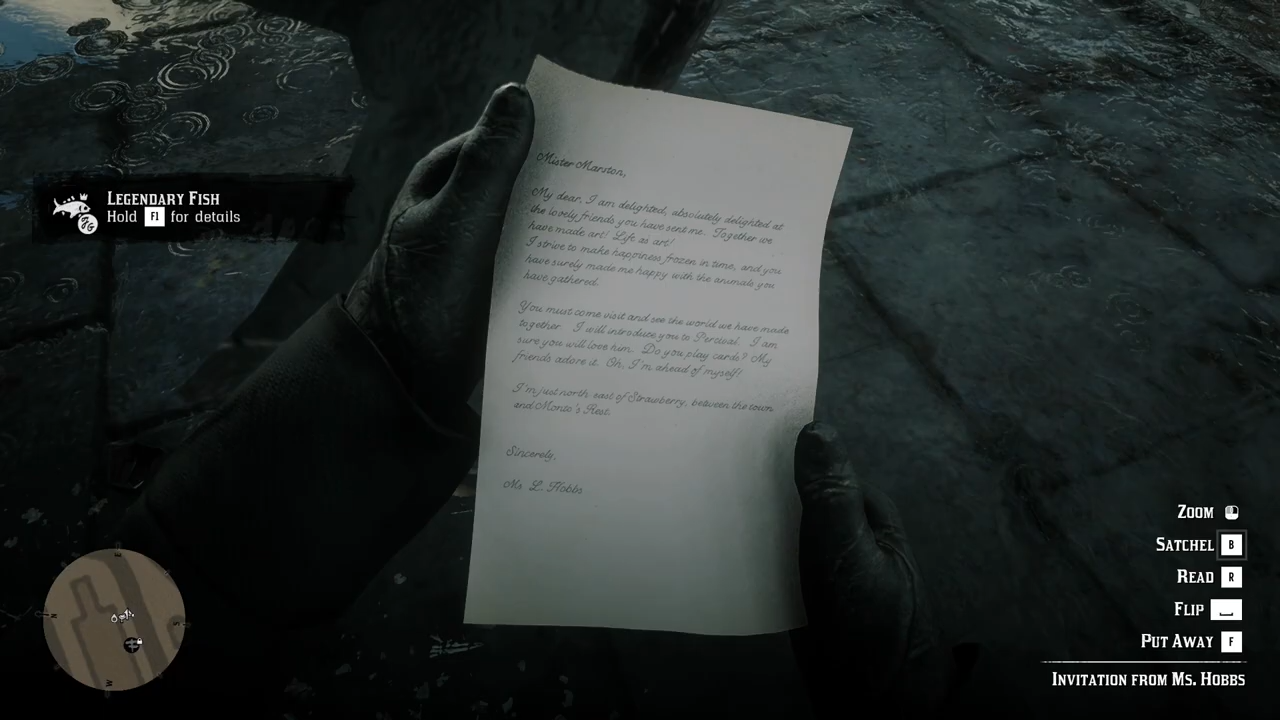 Legendary Fish
Hold F1 for details
Mister Marston,
My dear, I am delighted, absolutely delighted at
the lovely friends you have sent me. Together we
have made art! Life as art!
I strive to make happiness frozen in time, and you
have surely made me happy with the animals you
have gathered.
You must come visit and see the world we have made
together. I will introduce you to Percival. I am
sure you will love him. Do you play cards? My
friends adore it. Oh, I'm ahead of myself!
I'm just north east of Strawberry, between the town
and Monto's Rest.
Sincerely,
Ms. L. Hobbs
Zoom
Satchel B
Read R
Flip
Put Away F
Invitation from Ms. Hobbs